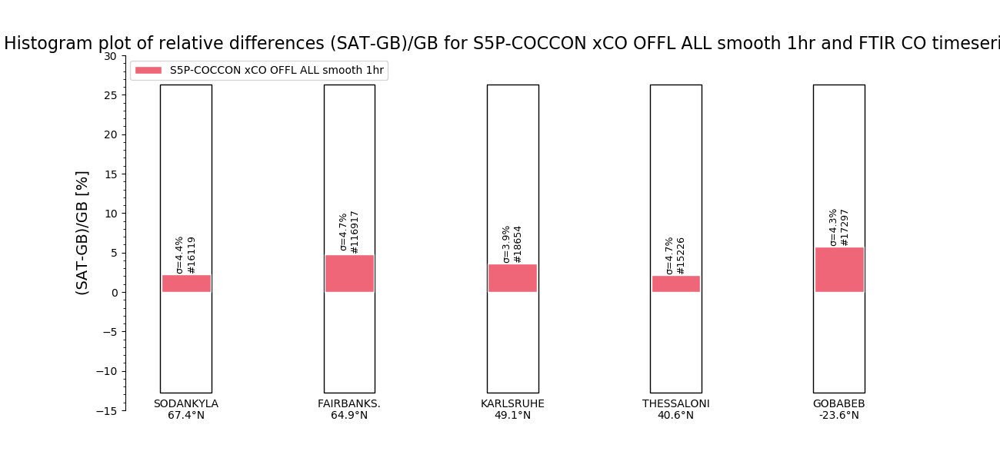 Histogram plot of relative differences (SAT-GB)/GB for S5P-COCCON xCO OFFL ALL smooth 1hr and FTIR CO timeseri
S5P-COCCON xCO OFFL ALL smooth 1hr
(SAT-GB)/GB [%]
30
25
20
15
10
5
0
−5
−10
−15
σ=4.4%
#16119
σ=4.7%
#116917
σ=3.9%
#18654
σ=4.7%
#15226
σ=4.3%
#17297
SODANKYLA
67.4°N
FAIRBANKS.
64.9°N
KARLSRUHE
49.1°N
THESSALONI
40.6°N
GOBABEB
-23.6°N